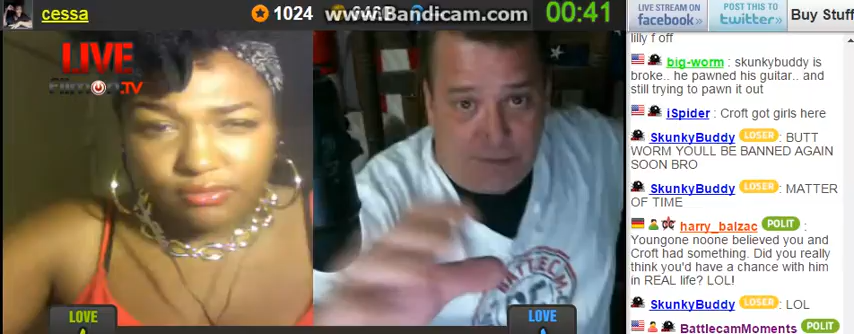 cessa
1024
www.Bandicam.com
00:41
LIVE STREAM ON
facebook»
POST THIS TO
twitter»
Buy Stuff
LIVE
FILMON.TV
lilly f off
big-worm : skunkybuddy is
broke.. he pawned his guitar.. and
still trying to pawn it out
iSpider : Croft got girls here
SkunkyBuddy LOSER : BUTT
WORM YOULL BE BANNED AGAIN
SOON BRO
SkunkyBuddy LOSER : MATTER
OF TIME
harry_balzac POLIT :
Youngone noone believed you and
Croft had something. Did you really
think you'd have a chance with him
in REAL life? LOL!
SkunkyBuddy LOSER : LOL
BattlecamMoments POLIT
LOVE
LOVE